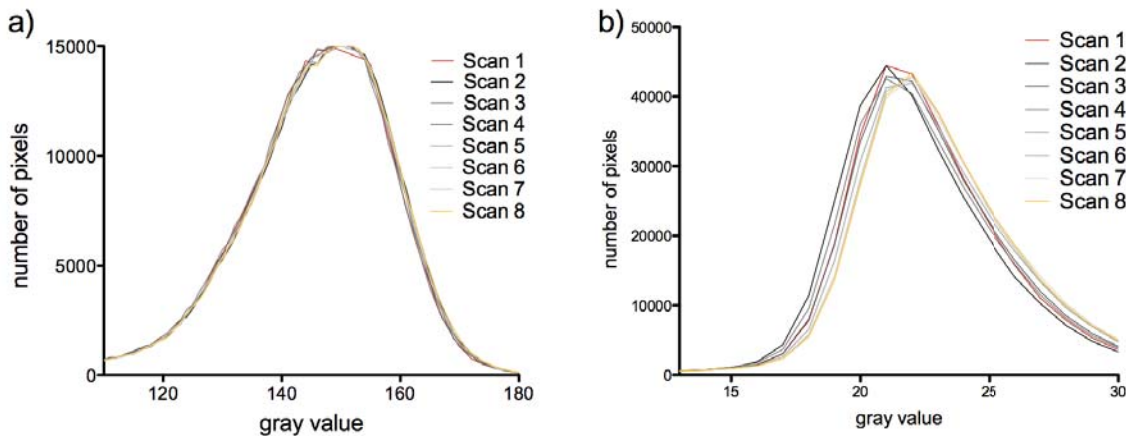 a)
15000
10000
5000
0
number of pixels
120 140 160 180
gray value
Scan 1
Scan 2
Scan 3
Scan 4
Scan 5
Scan 6
Scan 7
Scan 8
b)
50000
40000
30000
20000
10000
0
number of pixels
15 20 25 30
gray value
Scan 1
Scan 2
Scan 3
Scan 4
Scan 5
Scan 6
Scan 7
Scan 8